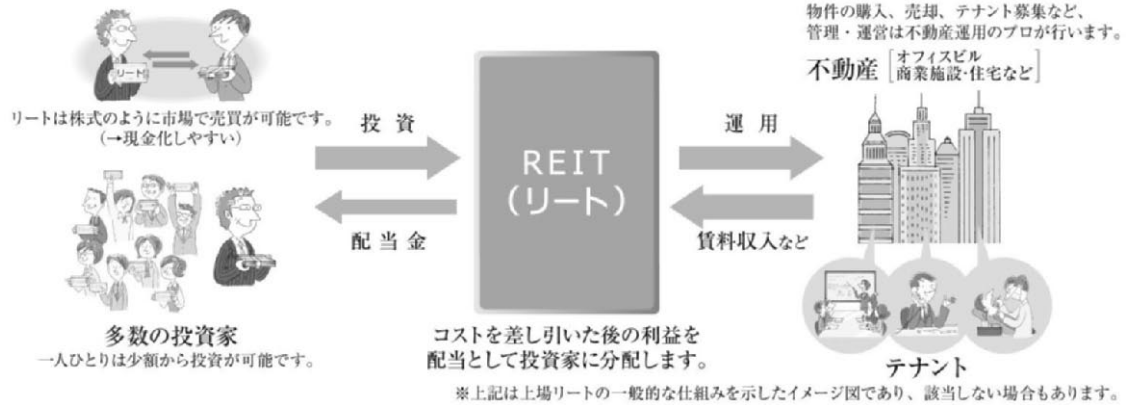 リート
リートは株式のように市場で売買が可能です。
(→現金化しやすい)
多数の投資家
一人ひとりは少額から投資が可能です。
投資
配当金
REIT
(リート)
コストを差し引いた後の利益を
配当として投資家に分配します。
運用
賃料収入など
物件の購入、売却、テナント募集など、
管理・運営は不動産運用のプロが行います。
不動産
オフィスビル
商業施設・住宅など
テナント
※上記は上場リートの一般的な仕組みを示したイメージ図であり、該当しない場合もあります。